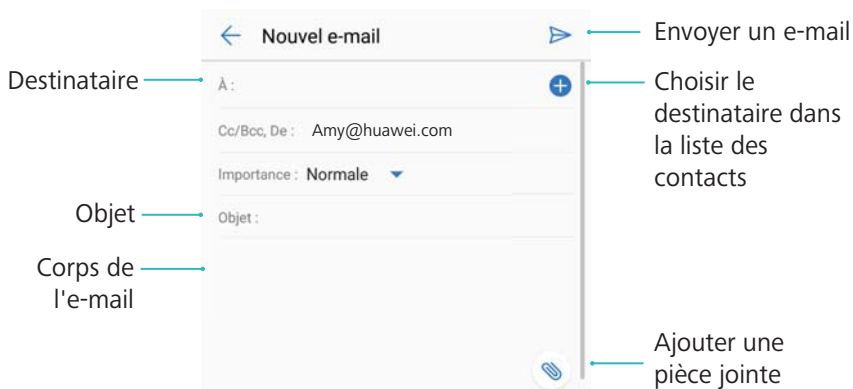 Nouvel e-mail
Envoyer un e-mail
Destinataire
À :
Choisir le
destinataire dans
la liste des
contacts
Cc/Bcc, De : Amy@huawei.com
Importance : Normale
Objet
Objet :
Corps de
l'e-mail
Ajouter une
pièce jointe